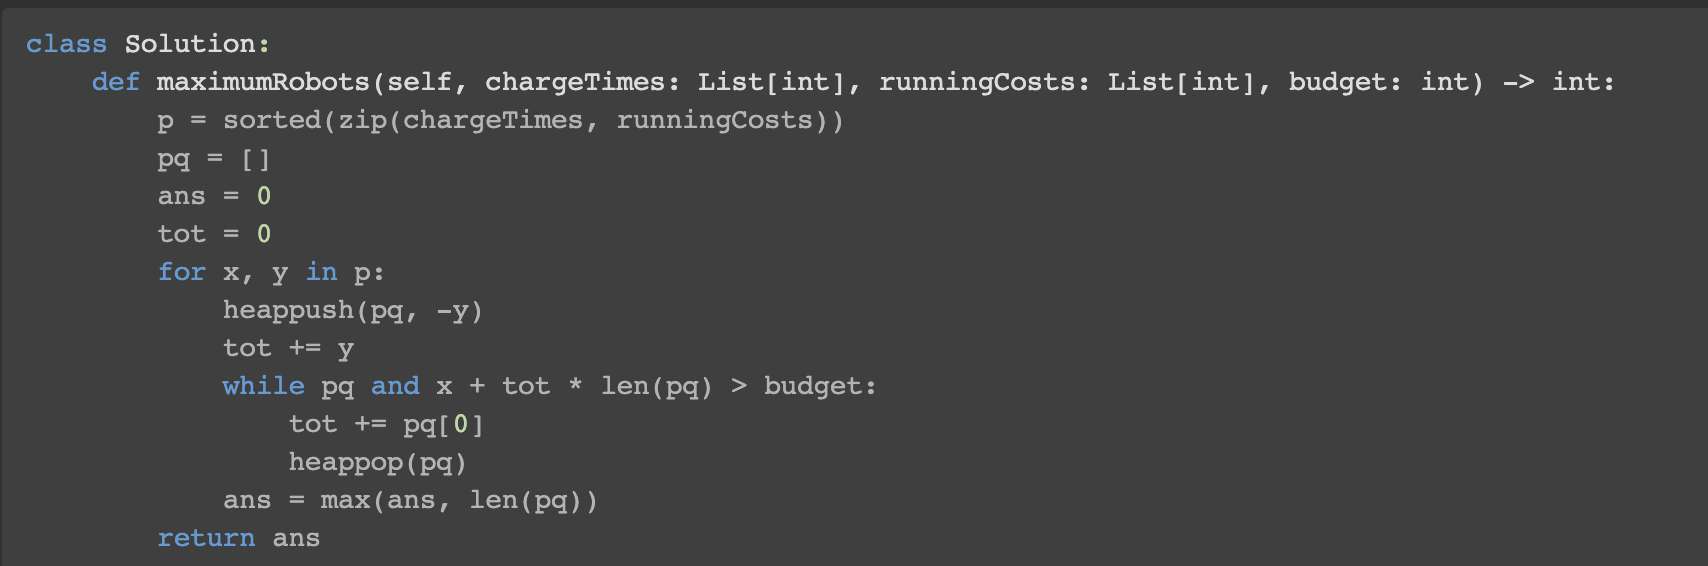 class Solution:
    def maximumRobots(self, chargeTimes: List[int], runningCosts: List[int], budget: int) -> int:
        p = sorted(zip(chargeTimes, runningCosts))
        pq = []
        ans = 0
        tot = 0
        for x, y in p:
            heappush(pq, -y)
            tot += y
            while pq and x + tot * len(pq) > budget:
                tot += pq[0]
                heappop(pq)
            ans = max(ans, len(pq))
        return ans